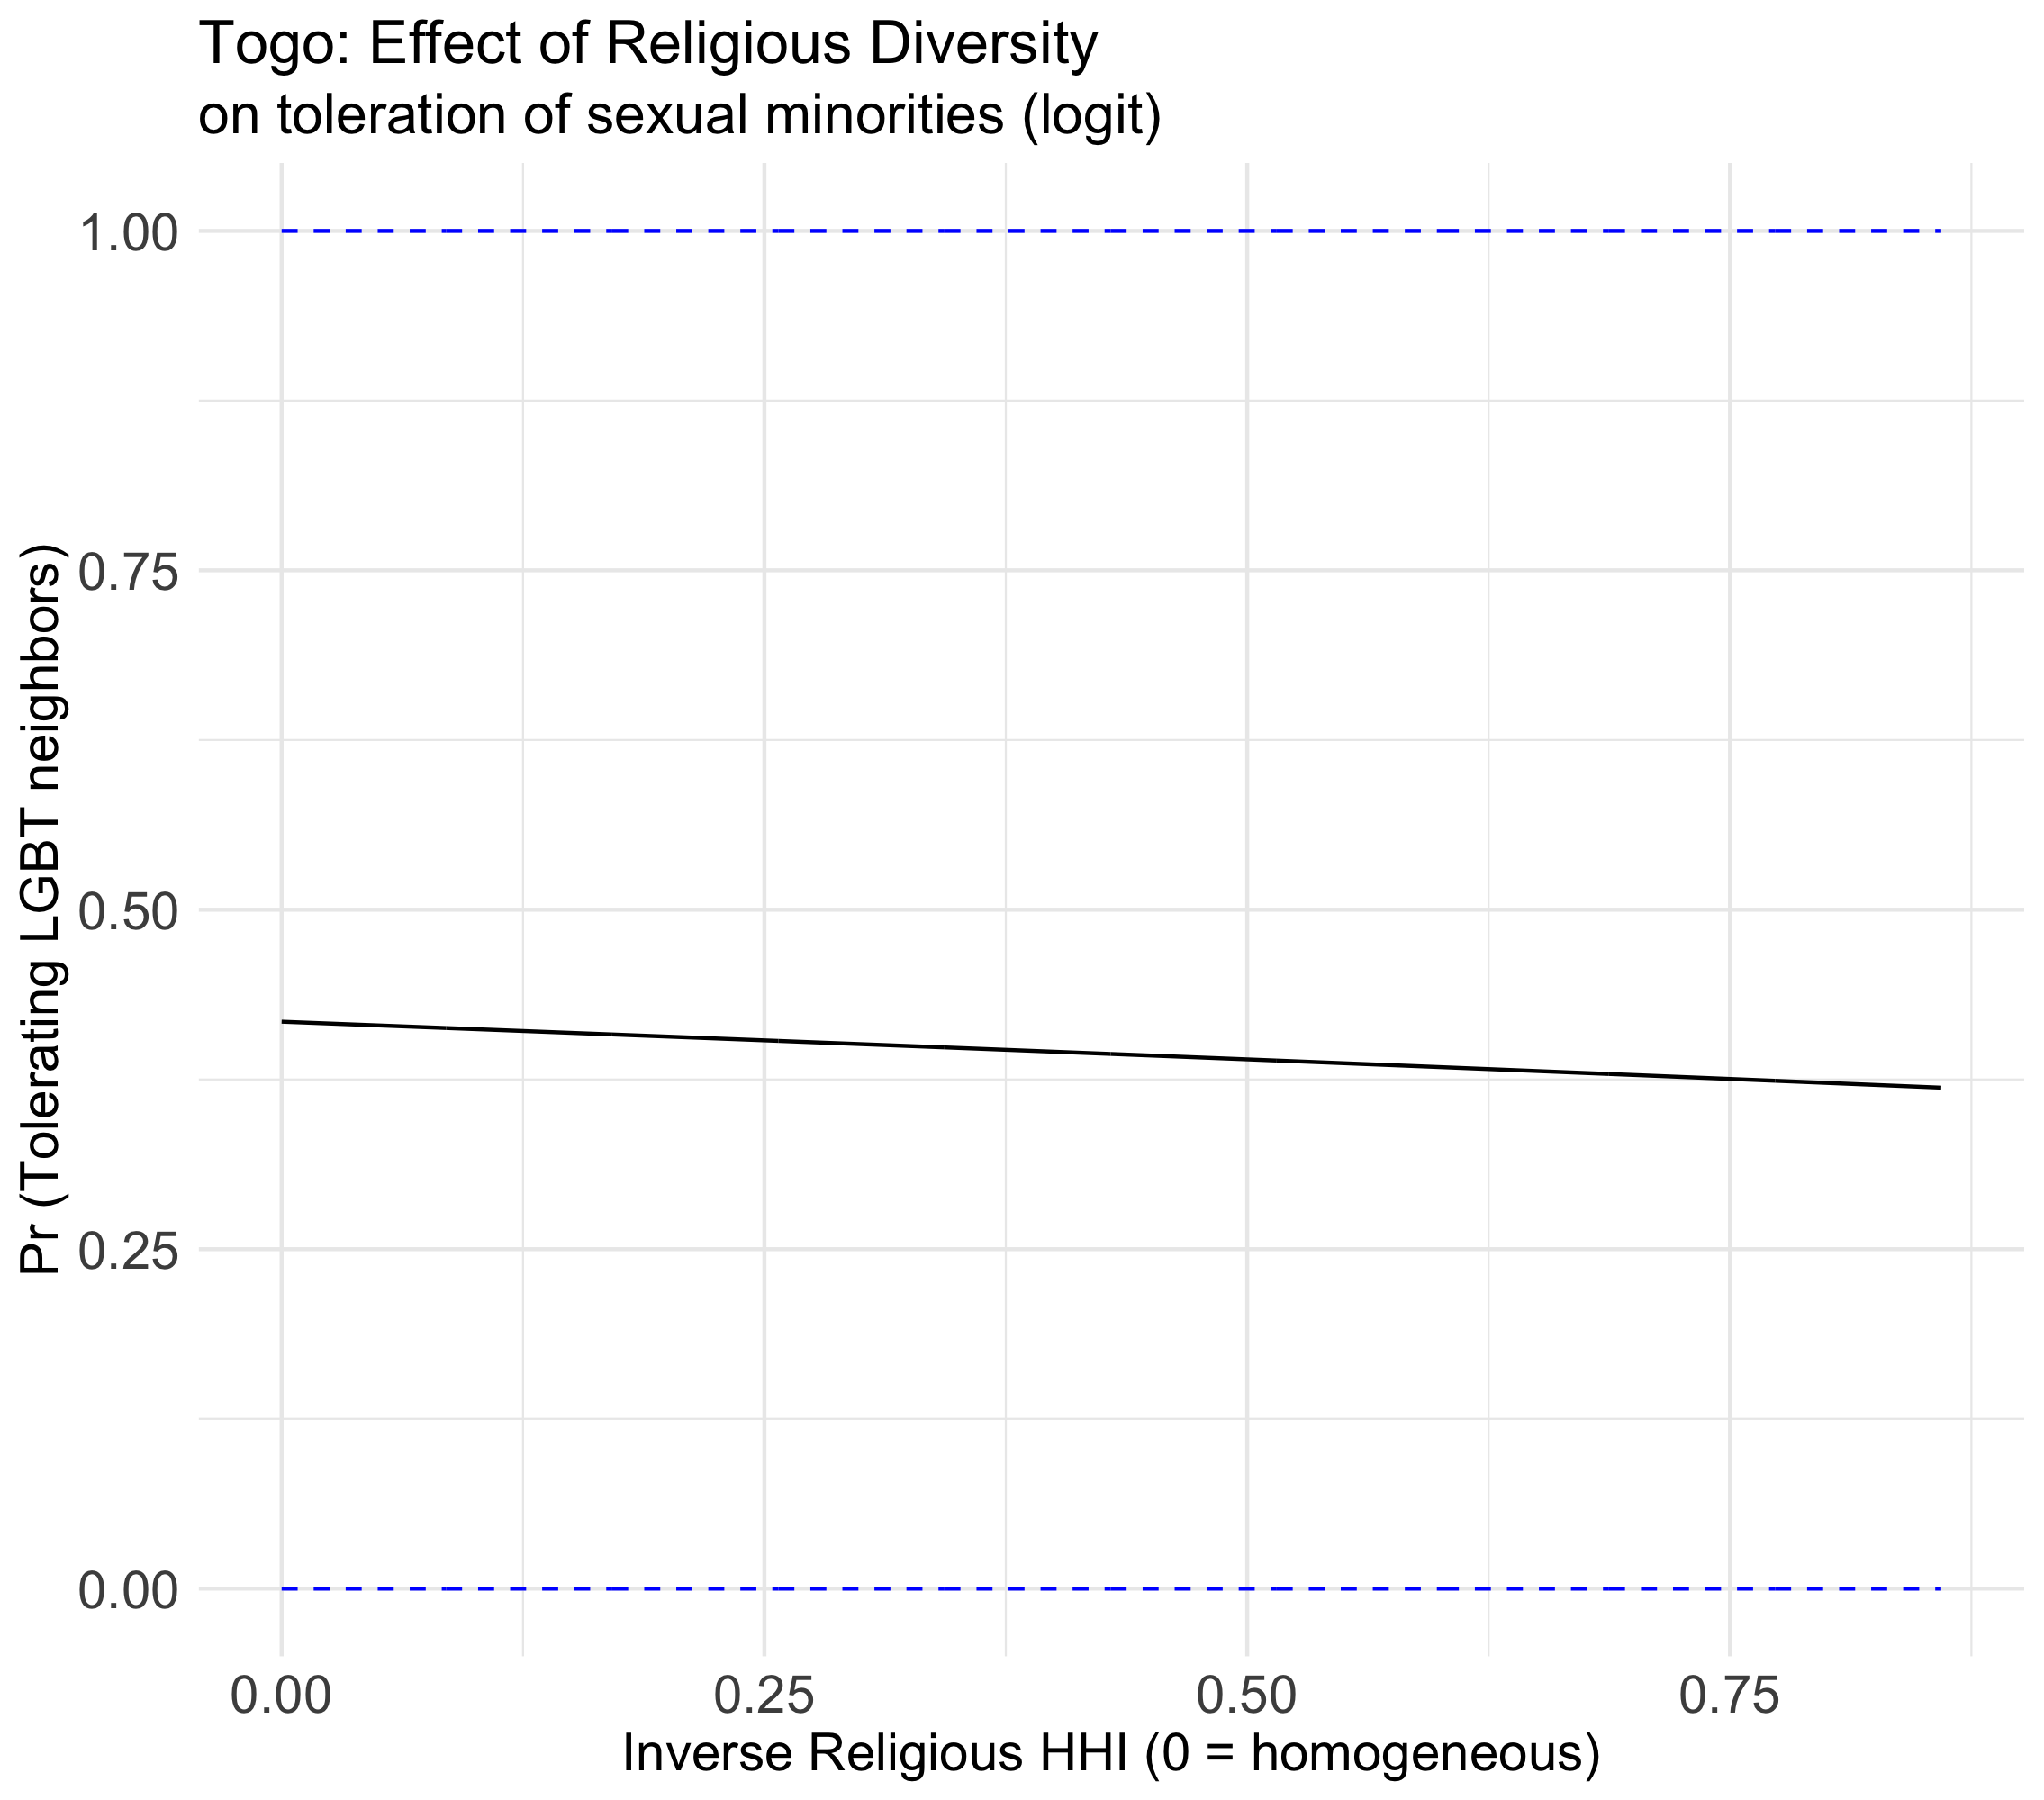 Togo: Effect of Religious Diversity
on toleration of sexual minorities (logit)
Pr (Tolerating LGBT neighbors)
1.00
0.75
0.50
0.25
0.00
0.00 0.25 0.50 0.75
Inverse Religious HHI (0 = homogeneous)